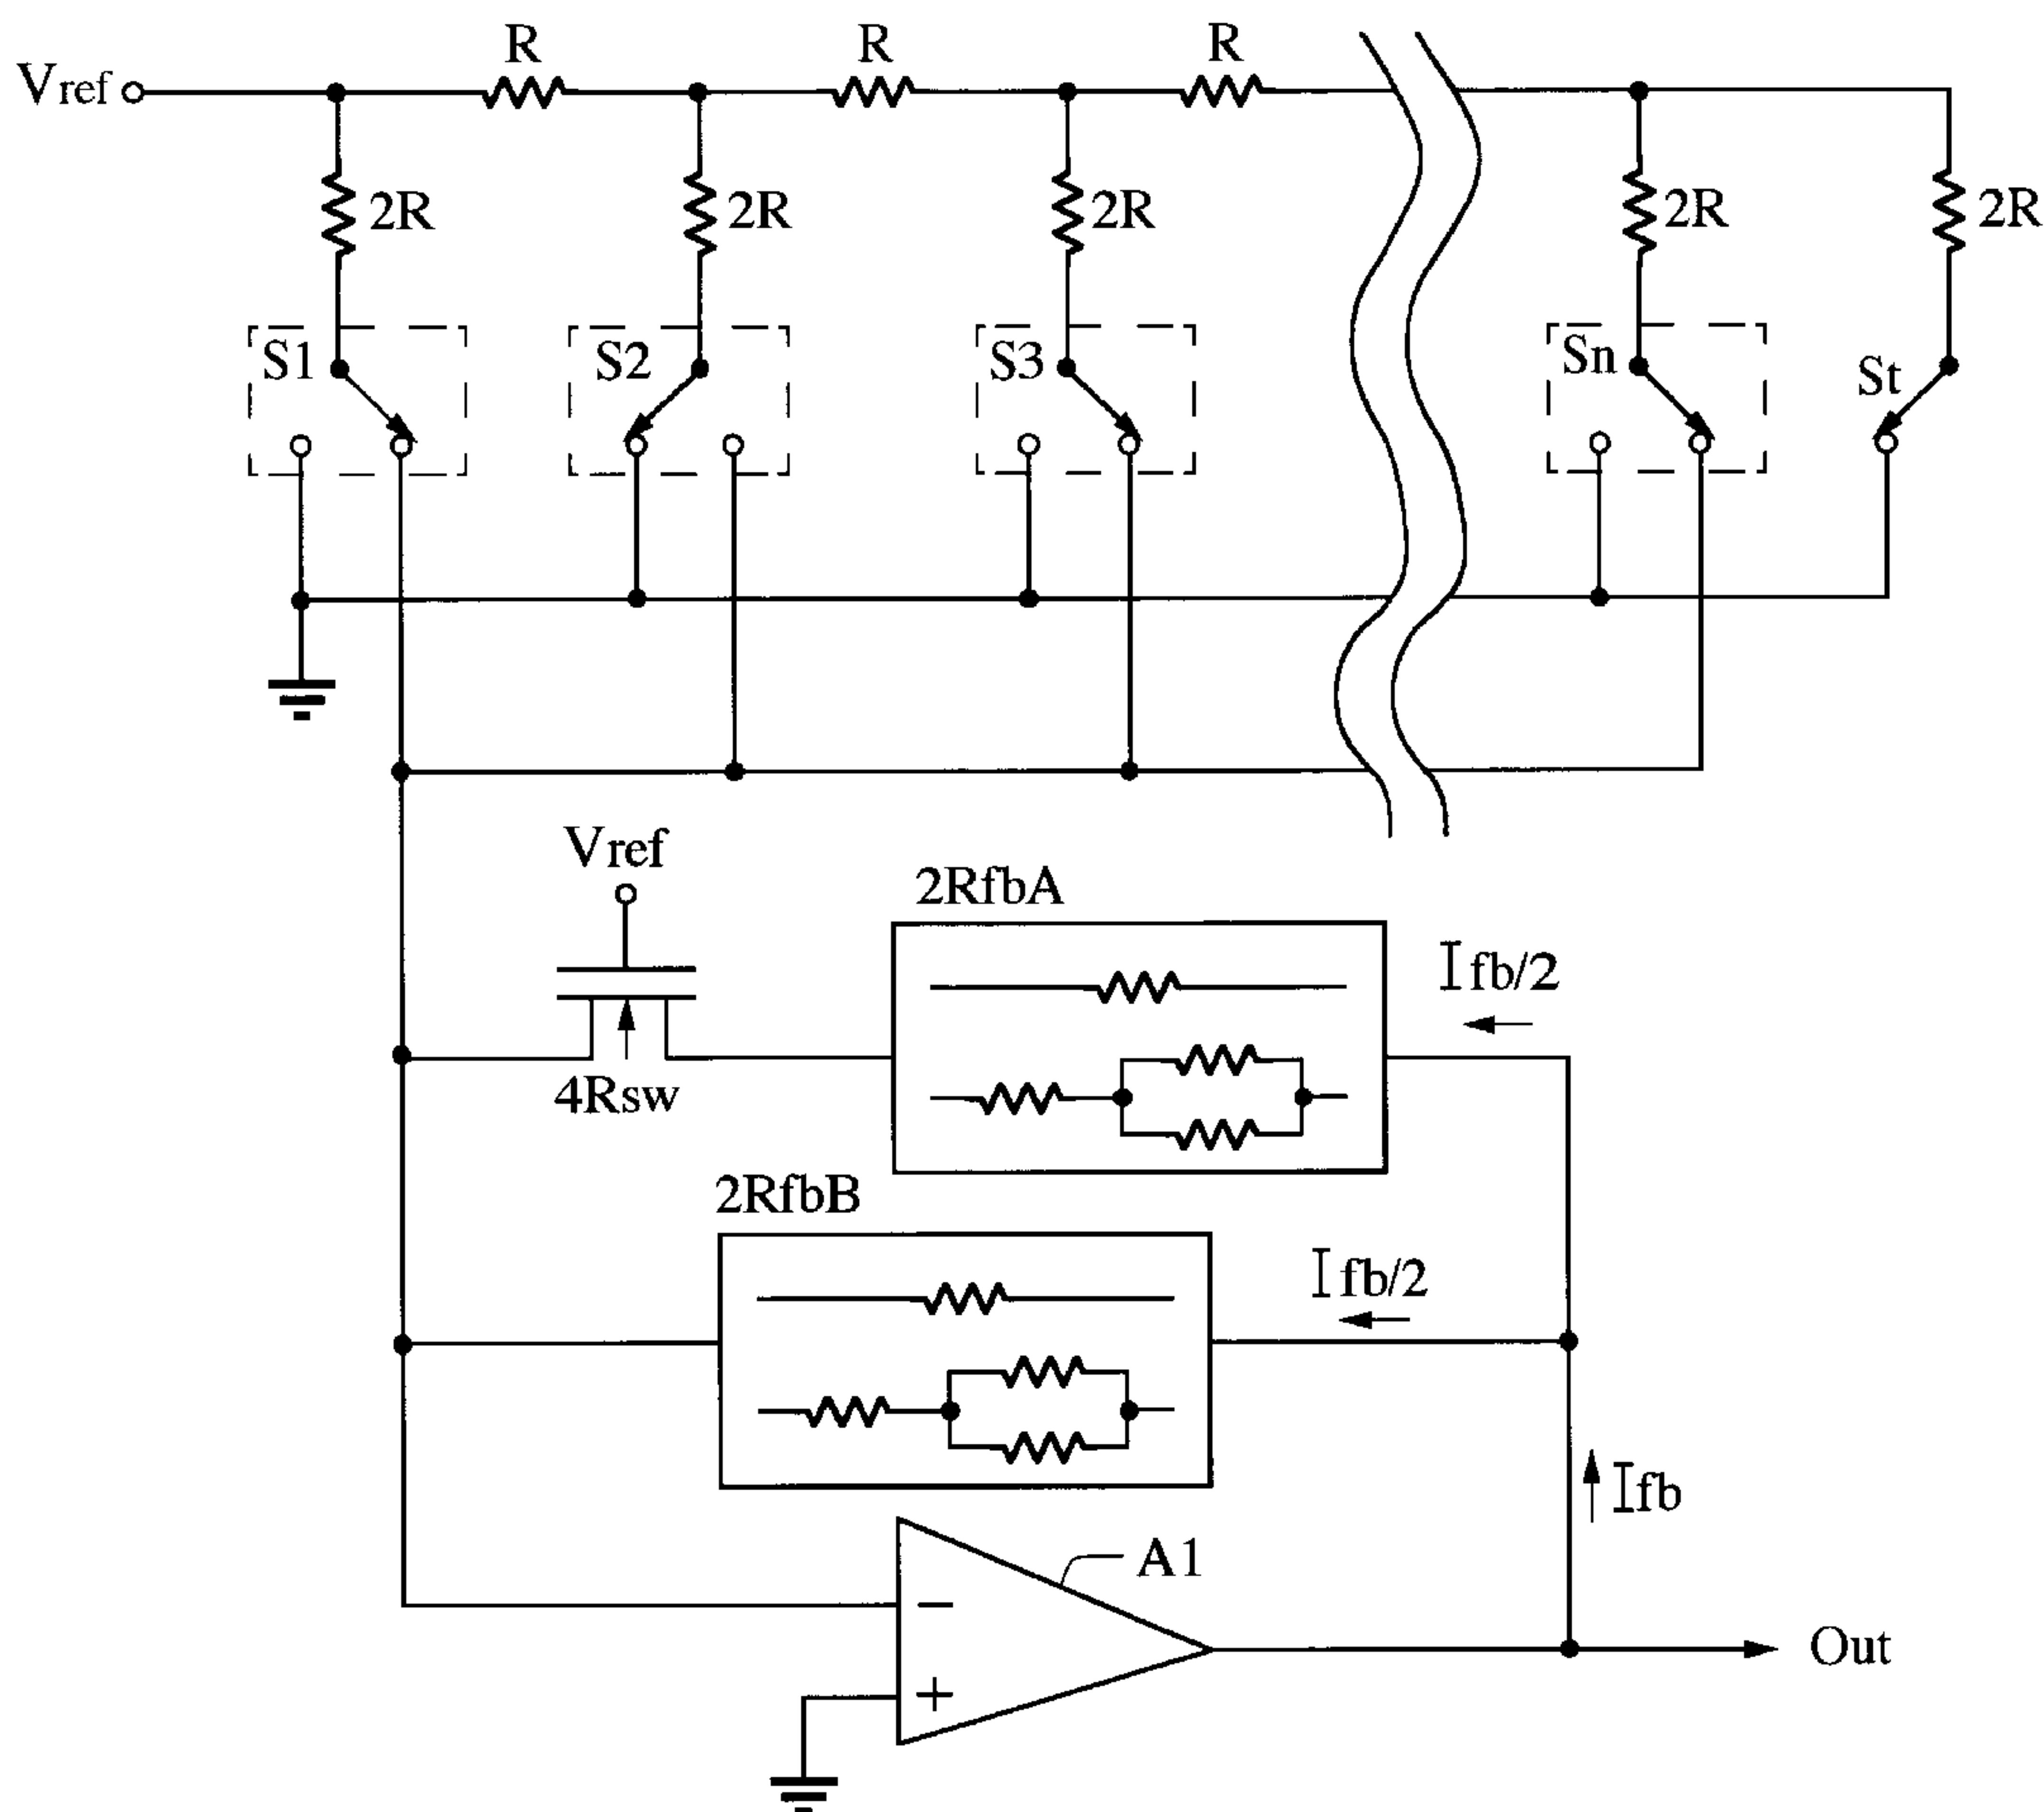 R
R
R
Vref
2R
2R
2R
2R
2R
S1
S2
S3
Sn
St
Vref
2RfbA
Ifb/2
4Rsw
2RfbB
Ifb/2
Ifb
A1
−
+
Out